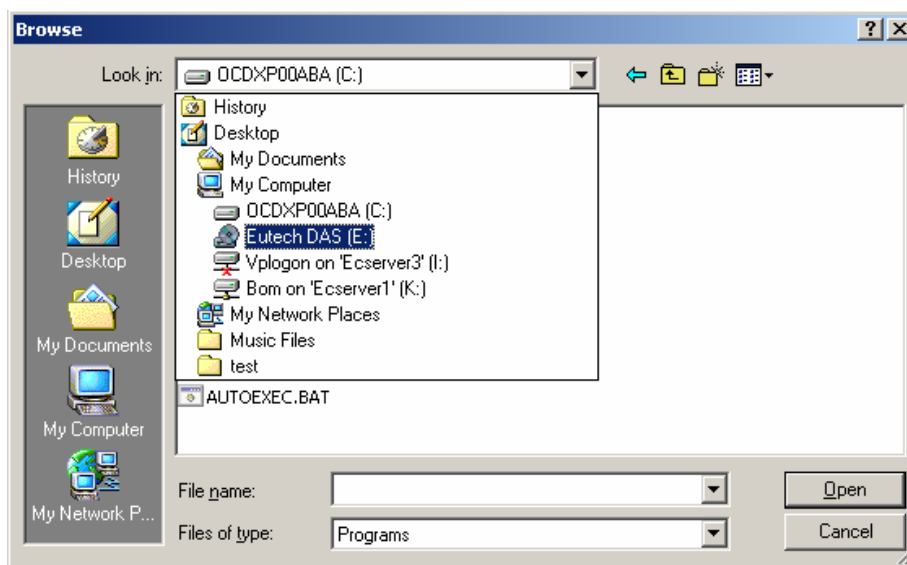 Browse
Look in: OCDXP00ABA (C:)
History
Desktop
My Documents
My Computer
OCDXP00ABA (C:)
Eutech DAS (E:)
Vplogon on 'Ecserver3' (I:)
Bom on 'Ecserver1' (K:)
My Network Places
Music Files
test
AUTOEXEC.BAT
History
Desktop
My Documents
My Computer
My Network P...
File name:
Open
Files of type: Programs
Cancel